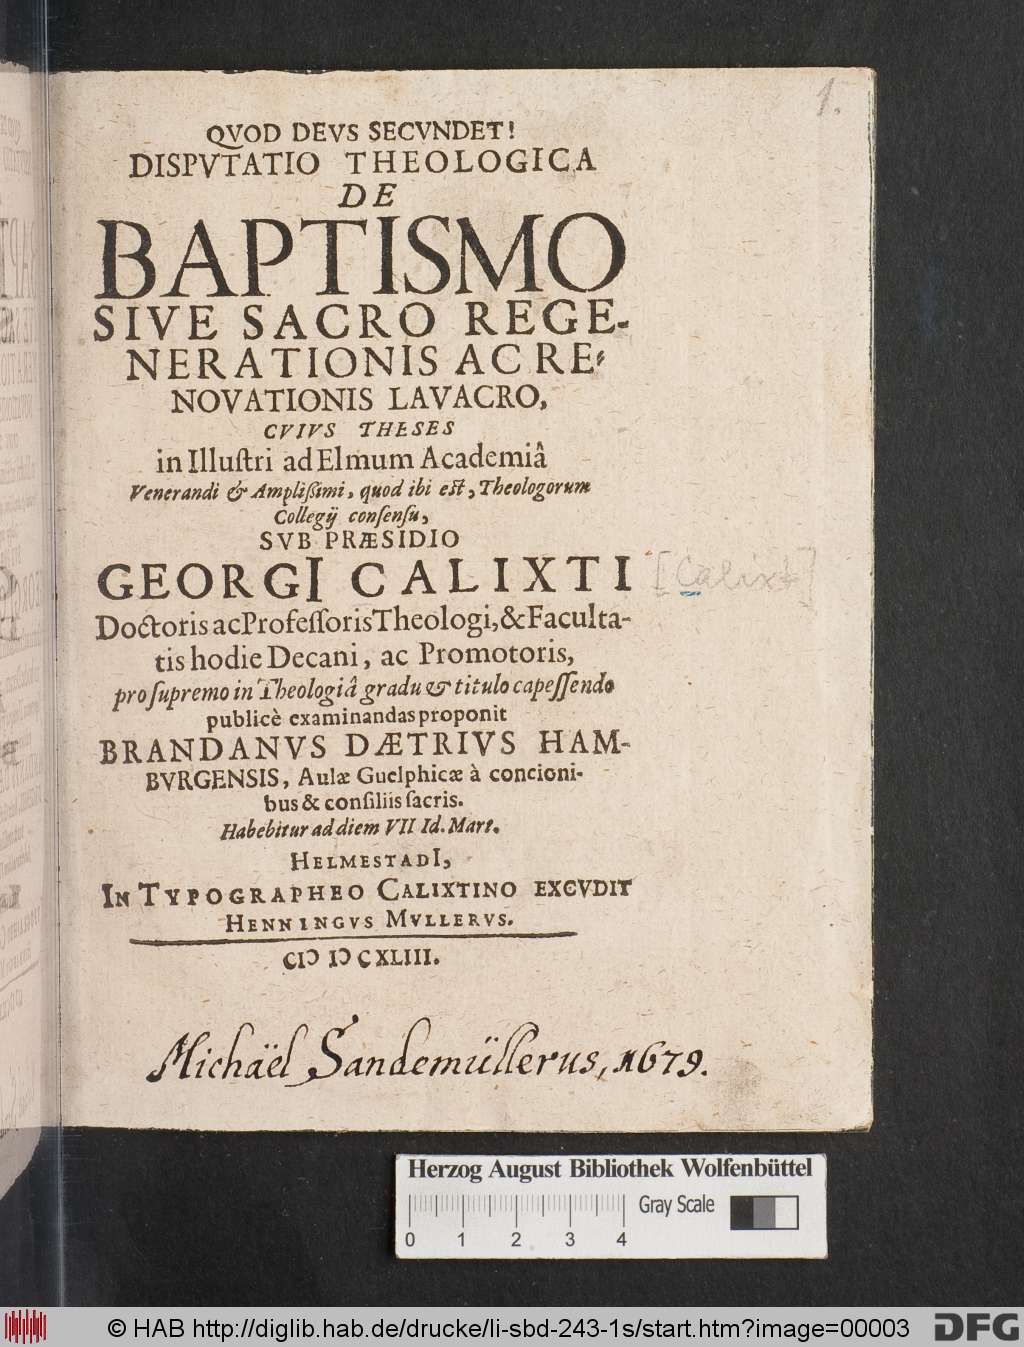 1.
QVOD DEVS SECVNDET!
DISPVTATIO THEOLOGICA
DE
BAPTISMO
SIVE SACRO REGE-
NERATIONIS AC RE-
NOVATIONIS LAVACRO,
CVIVS THESES
in Illuſtri ad Elmum Academiâ
Venerandi & Ampliſsimi, quod ibi eſt, Theologorum
Collegij conſenſu,
SVB PRÆSIDIO
GEORGI CALIXTI
[Calixt]
Doctoris ac Profeſſoris Theologi, & Faculta-
tis hodie Decani, ac Promotoris,
pro ſupremo in Theologiâ gradu & titulo capeſſendo
publicè examinandas proponit
BRANDANVS DÆTRIVS HAM-
BVRGENSIS, Aulæ Guelphicæ à concioni-
bus & conſiliis ſacris.
Habebitur ad diem VII Id. Mart.
HELMESTADI,
IN TYPOGRAPHEO CALIXTINO EXCVDIT
HENNINGVS MVLLERVS.
CIƆ IƆ CXLIII.
Michaël Sandemüllerus, 1679.
Herzog August Bibliothek Wolfenbüttel
Gray Scale
0 1 2 3 4
© HAB http://diglib.hab.de/drucke/li-sbd-243-1s/start.htm?image=00003
DFG